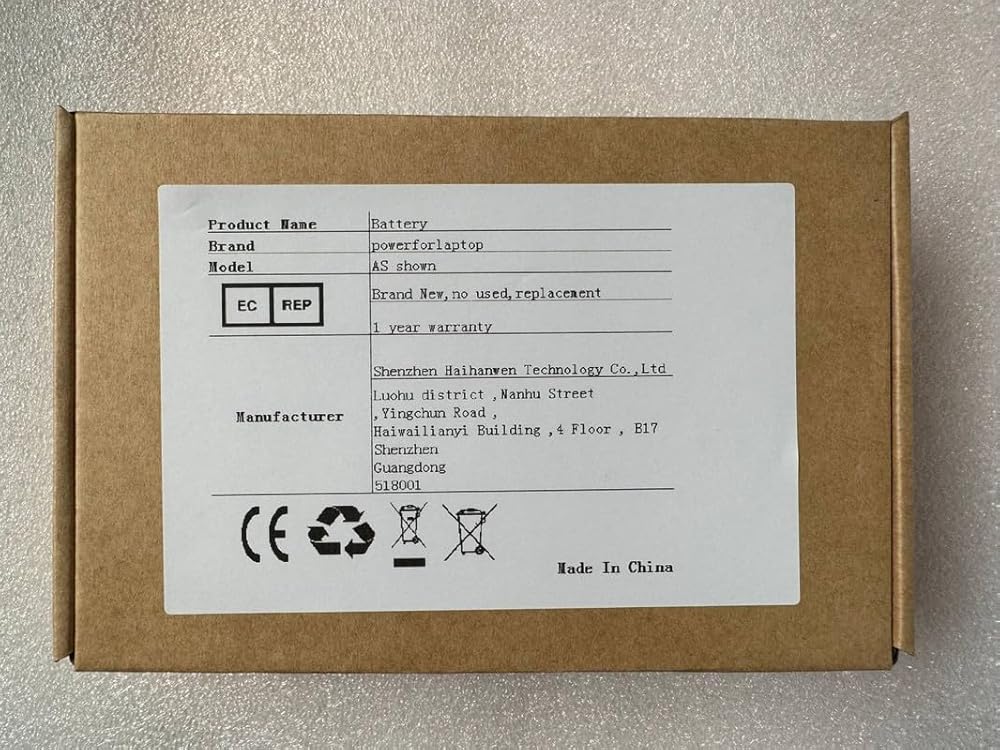 Product Name Battery
Brand powerforlaptop
Model AS shown
EC REP
Brand New,no used,replacement
1 year warranty
Manufacturer
Shenzhen Haihanwen Technology Co.,Ltd
Luohu district ,Nanhu Street
,Yingchun Road ,
Haiwailianyi Building ,4 Floor , B17
Shenzhen
Guangdong
518001
CE
Made In China